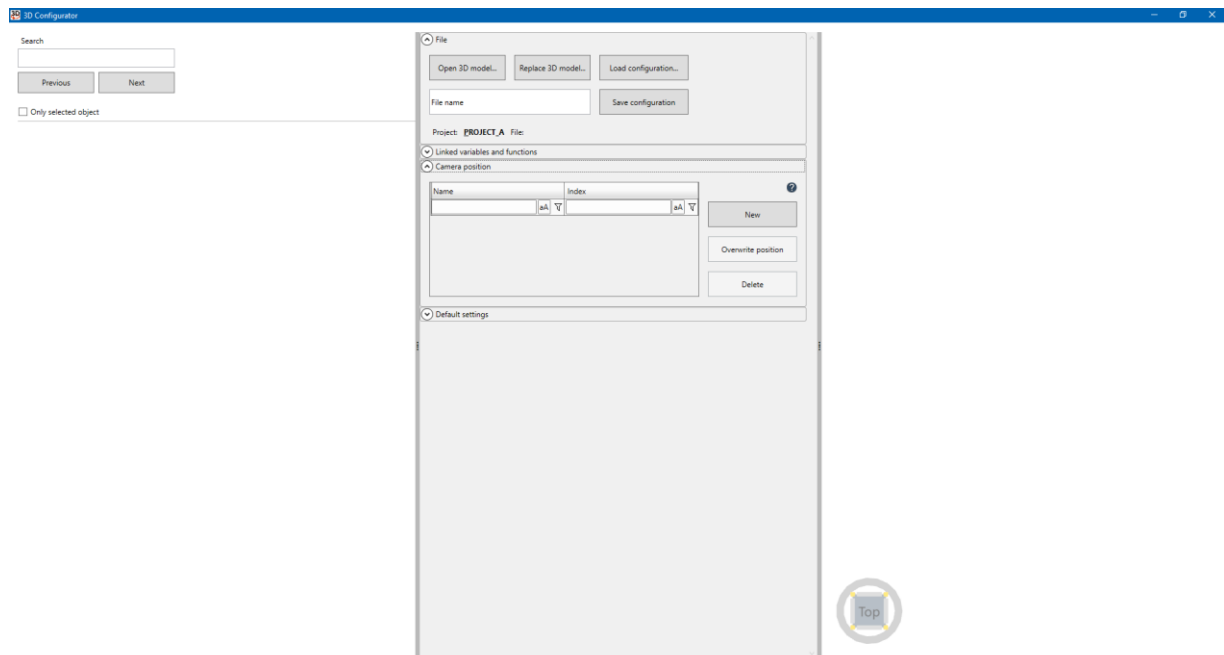 3D Configurator
Search
Previous Next
Only selected object
File
Open 3D model... Replace 3D model... Load configuration...
File name Save configuration
Project: PROJECT_A File:
Linked variables and functions
Camera position
Name Index
aA aA
New
Overwrite position
Delete
Default settings
Top